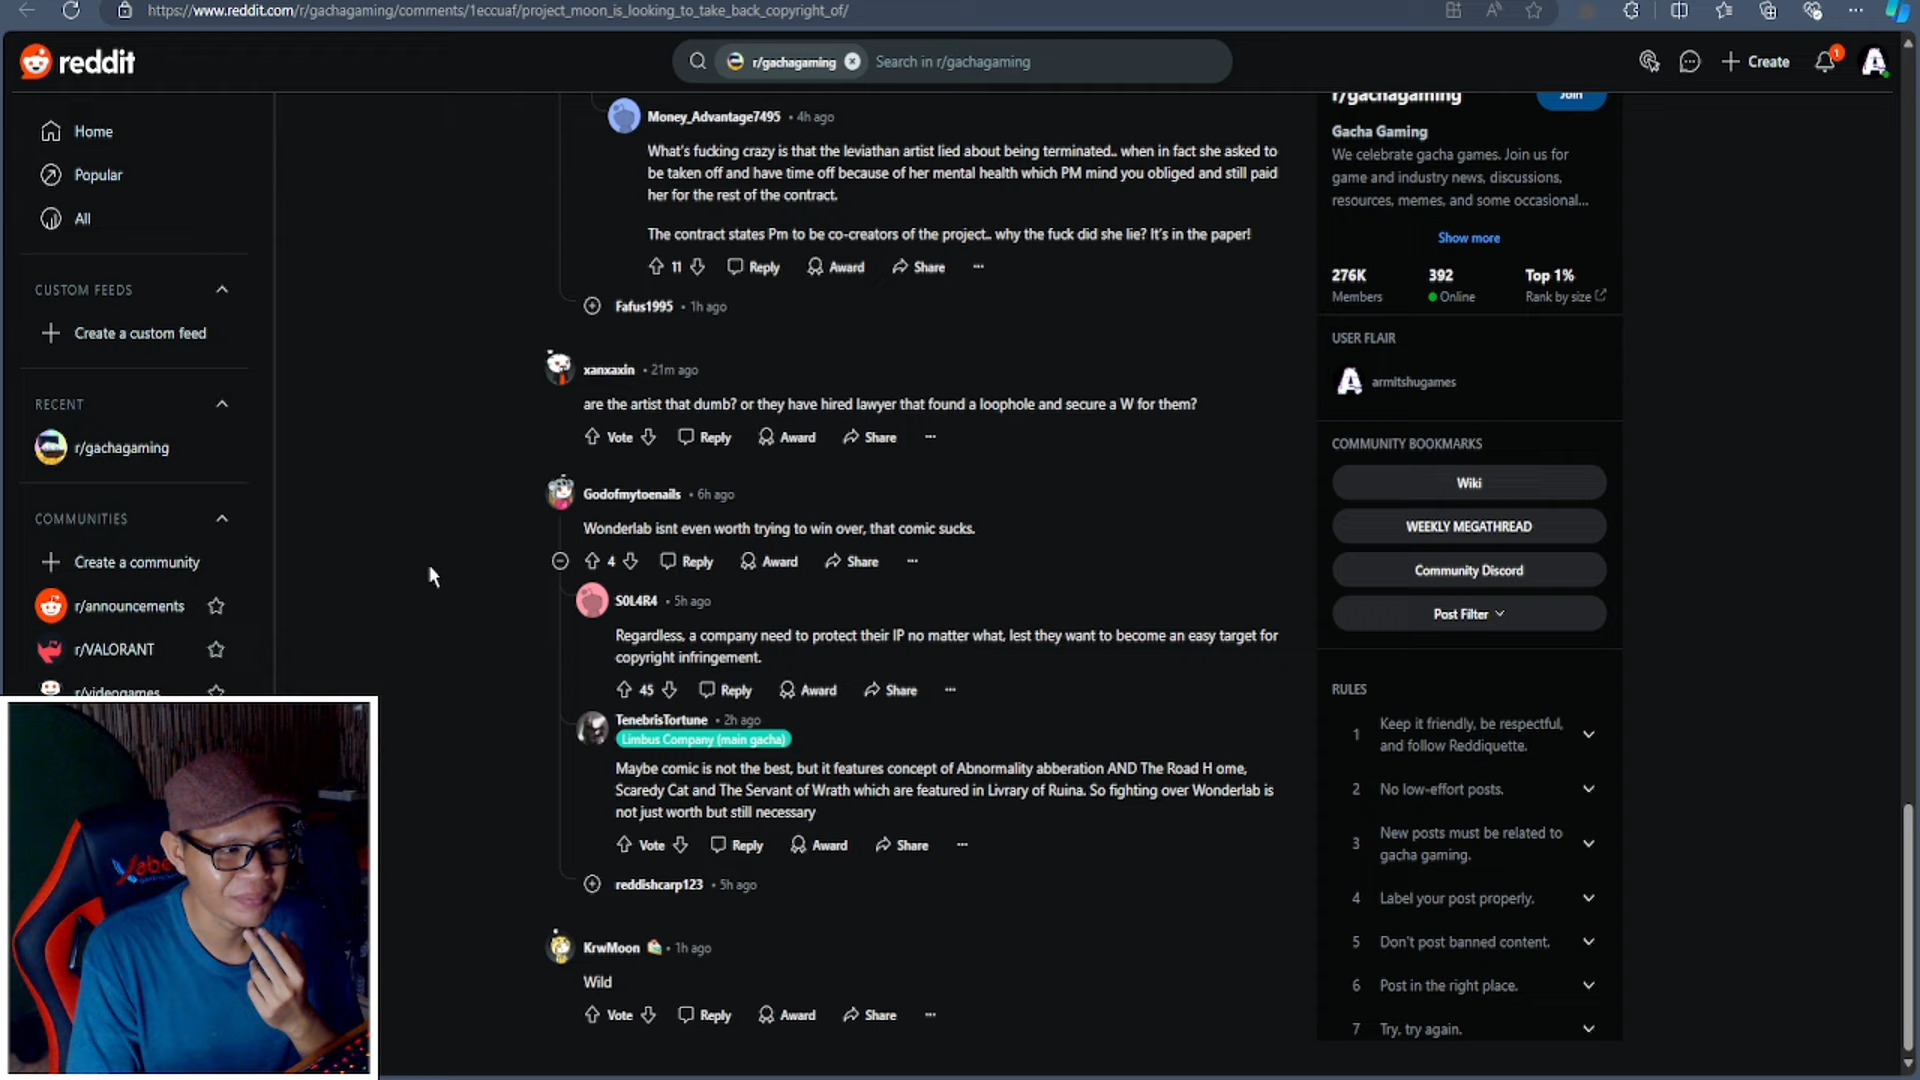 https://www.reddit.com/r/gachagaming/comments/1eccuaf/project_moon_is_looking_to_take_back_copyright_of/
reddit
r/gachagaming
Search in r/gachagaming
Create
1
Home
Popular
All
CUSTOM FEEDS
Create a custom feed
RECENT
r/gachagaming
COMMUNITIES
Create a community
r/announcements
r/VALORANT
r/videogames
Money_Advantage7495 • 4h ago
What's fucking crazy is that the leviathan artist lied about being terminated.. when in fact she asked to
be taken off and have time off because of her mental health which PM mind you obliged and still paid
her for the rest of the contract.
The contract states Pm to be co-creators of the project.. why the fuck did she lie? It's in the paper!
11 Reply Award Share
Fafus1995 • 1h ago
xanxaxin • 21m ago
are the artist that dumb? or they have hired lawyer that found a loophole and secure a W for them?
Vote Reply Award Share
Godofmytoenails • 6h ago
Wonderlab isnt even worth trying to win over, that comic sucks.
4 Reply Award Share
S0L4R4 • 5h ago
Regardless, a company need to protect their IP no matter what, lest they want to become an easy target for
copyright infringement.
45 Reply Award Share
TenebrisTortune • 2h ago
Limbus Company (main gacha)
Maybe comic is not the best, but it features concept of Abnormality abberation AND The Road H ome,
Scaredy Cat and The Servant of Wrath which are featured in Livrary of Ruina. So fighting over Wonderlab is
not just worth but still necessary
Vote Reply Award Share
reddishcarp123 • 5h ago
KrwMoon • 1h ago
Wild
Vote Reply Award Share
r/gachagaming
Join
Gacha Gaming
We celebrate gacha games. Join us for
game and industry news, discussions,
resources, memes, and some occasional...
Show more
276K 392 Top 1%
Members Online Rank by size
USER FLAIR
armitshugames
COMMUNITY BOOKMARKS
Wiki
WEEKLY MEGATHREAD
Community Discord
Post Filter
RULES
1 Keep it friendly, be respectful,
and follow Reddiquette.
2 No low-effort posts.
3 New posts must be related to
gacha gaming.
4 Label your post properly.
5 Don't post banned content.
6 Post in the right place.
7 Try, try again.